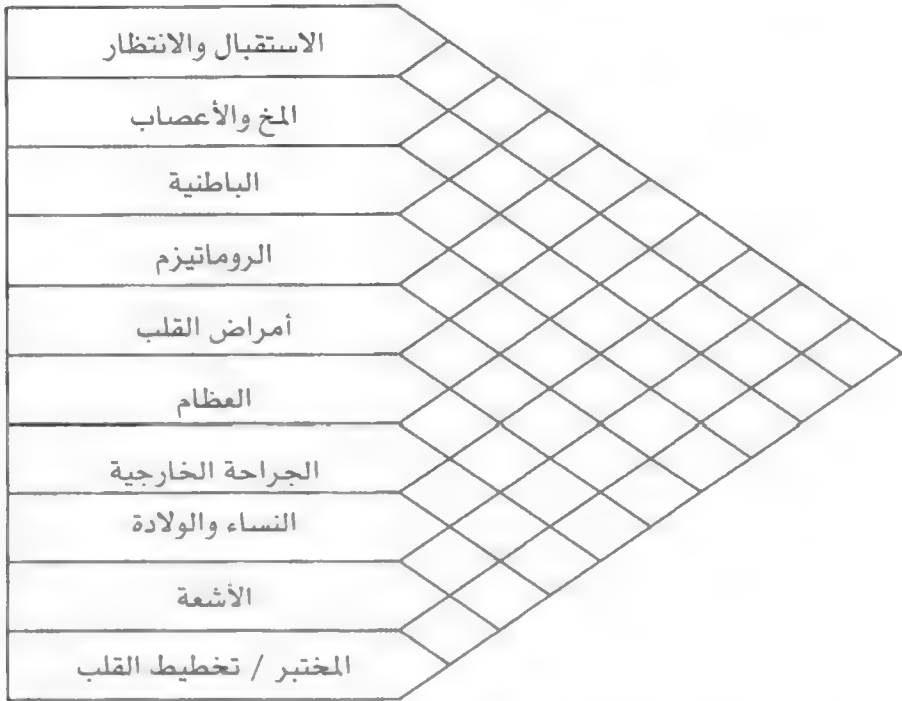 الاستقبال والانتظار
المخ والأعصاب
الباطنية
الروماتيزم
أمراض القلب
العظام
الجراحة الخارجية
النساء والولادة
الأشعة
المختبر / تخطيط القلب